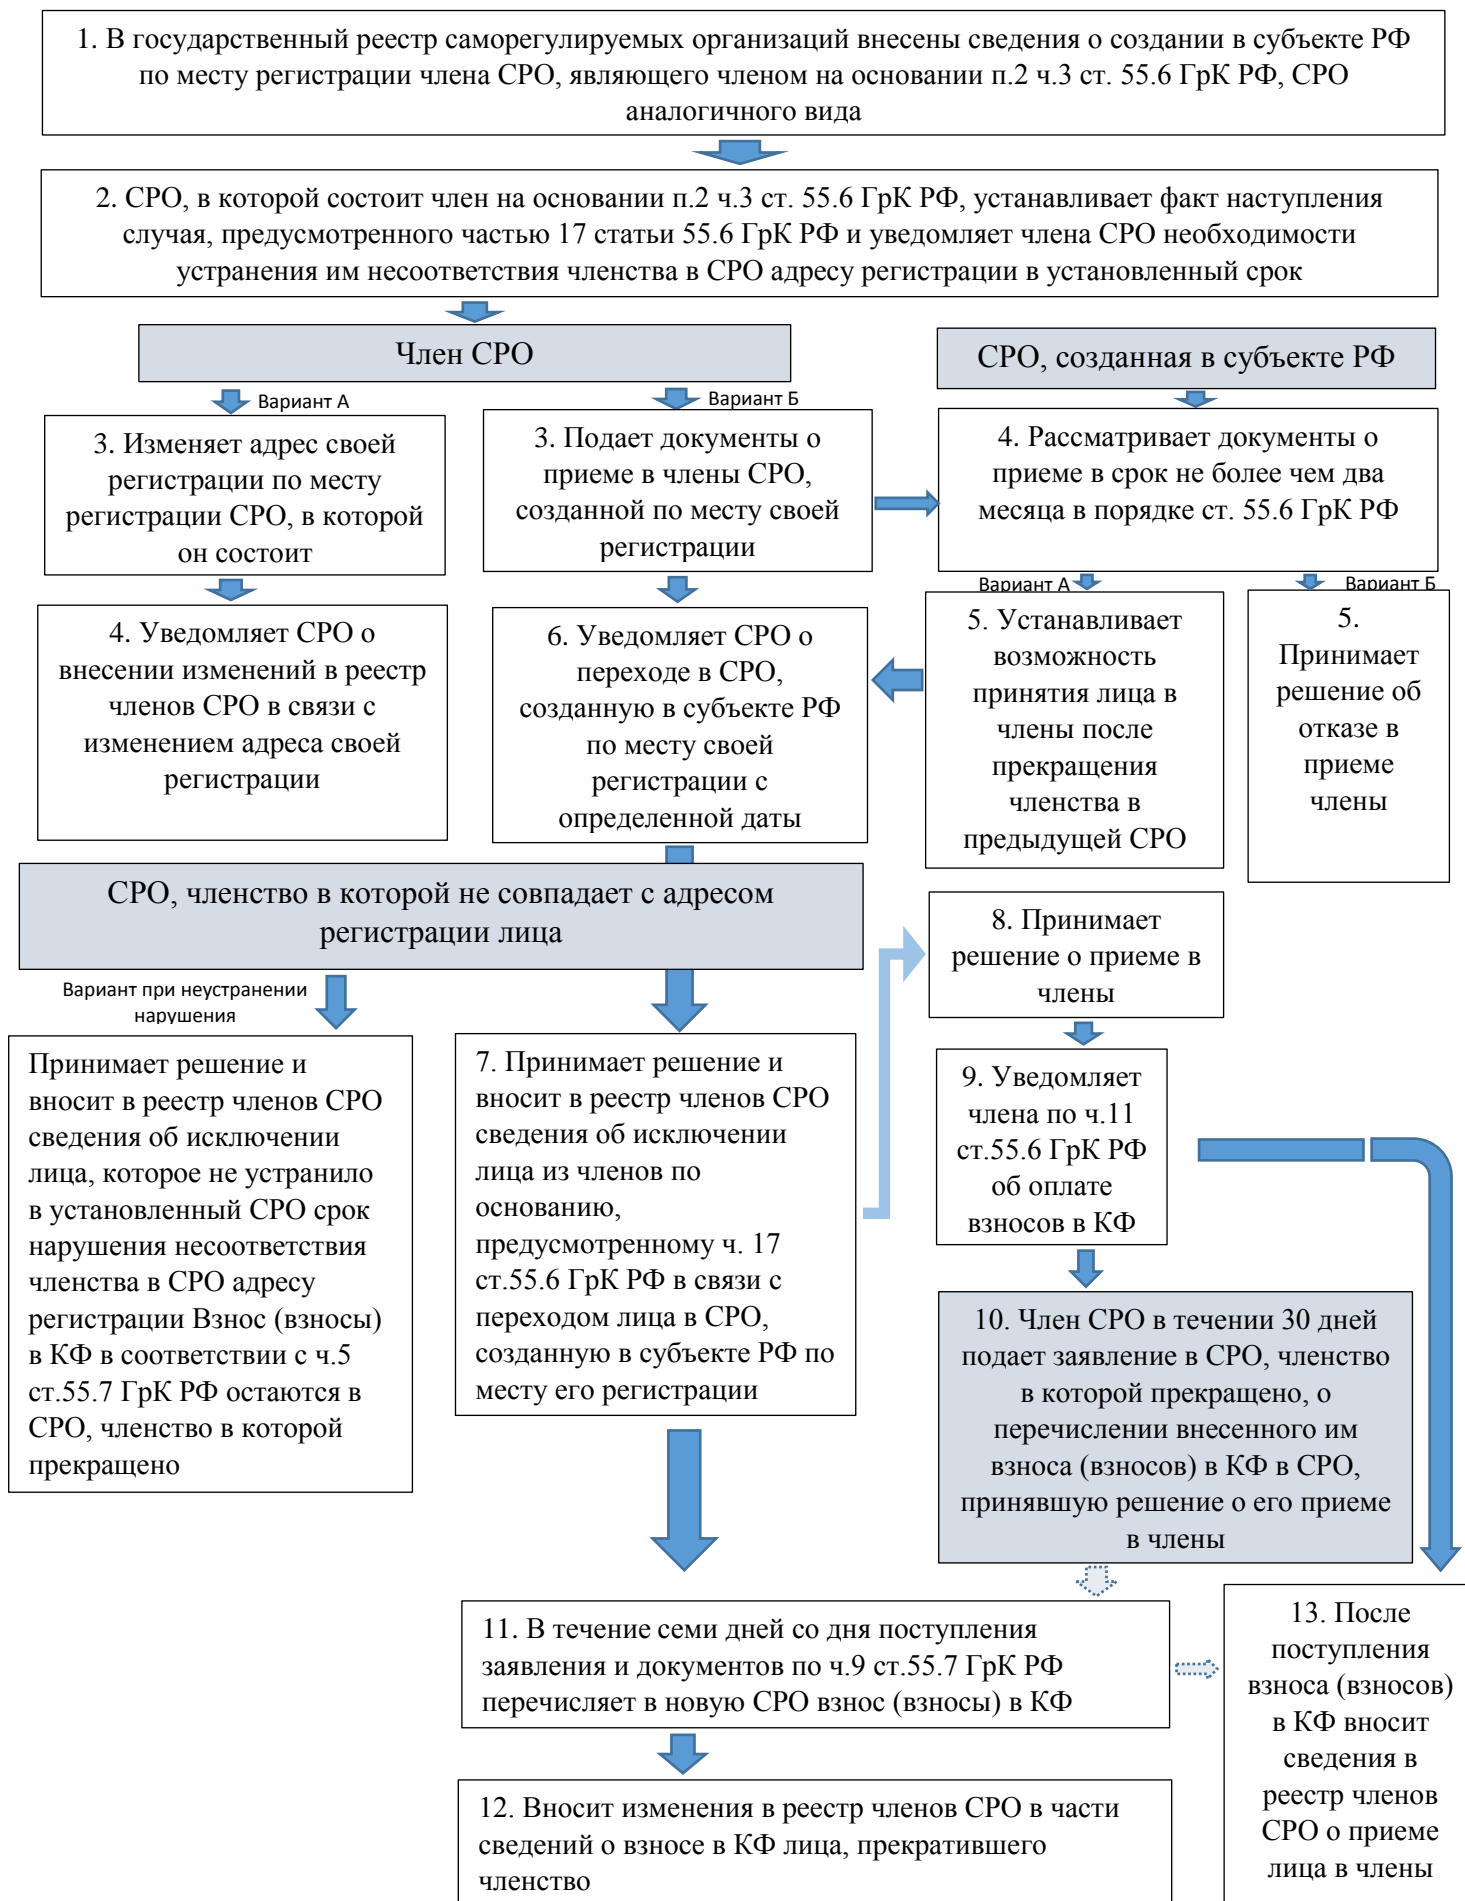 1. В государственный реестр саморегулируемых организаций внесены сведения о создании в субъекте РФ
по месту регистрации члена СРО, являющего членом на основании п.2 ч.3 ст. 55.6 ГрК РФ, СРО
аналогичного вида
2. СРО, в которой состоит член на основании п.2 ч.3 ст. 55.6 ГрК РФ, устанавливает факт наступления
случая, предусмотренного частью 17 статьи 55.6 ГрК РФ и уведомляет члена СРО необходимости
устранения им несоответствия членства в СРО адресу регистрации в установленный срок
Член СРО
СРО, созданная в субъекте РФ
Вариант А
Вариант Б
3. Изменяет адрес своей
регистрации по месту
регистрации СРО, в которой
он состоит
3. Подает документы о
приеме в члены СРО,
созданной по месту своей
регистрации
4. Рассматривает документы о
приеме в срок не более чем два
месяца в порядке ст. 55.6 ГрК РФ
Вариант А
Вариант Б
4. Уведомляет СРО о
внесении изменений в реестр
членов СРО в связи с
изменением адреса своей
регистрации
6. Уведомляет СРО о
переходе в СРО,
созданную в субъекте РФ
по месту своей
регистрации с
определенной даты
5. Устанавливает
возможность
принятия лица в
члены после
прекращения
членства в
предыдущей СРО
5.
Принимает
решение об
отказе в
приеме
члены
СРО, членство в которой не совпадает с адресом
регистрации лица
8. Принимает
решение о приеме в
члены
Вариант при неустранении
нарушения
Принимает решение и
вносит в реестр членов СРО
сведения об исключении
лица, которое не устранило
в установленный СРО срок
нарушения несоответствия
членства в СРО адресу
регистрации Взнос (взносы)
в КФ в соответствии с ч.5
ст.55.7 ГрК РФ остаются в
СРО, членство в которой
прекращено
7. Принимает решение и
вносит в реестр членов СРО
сведения об исключении
лица из членов по
основанию,
предусмотренному ч. 17
ст.55.6 ГрК РФ в связи с
переходом лица в СРО,
созданную в субъекте РФ по
месту его регистрации
9. Уведомляет
члена по ч.11
ст.55.6 ГрК РФ
об оплате
взносов в КФ
10. Член СРО в течении 30 дней
подает заявление в СРО, членство
в которой прекращено, о
перечислении внесенного им
взноса (взносов) в КФ в СРО,
принявшую решение о его приеме
в члены
11. В течение семи дней со дня поступления
заявления и документов по ч.9 ст.55.7 ГрК РФ
перечисляет в новую СРО взнос (взносы) в КФ
12. Вносит изменения в реестр членов СРО в части
сведений о взносе в КФ лица, прекратившего
членство
13. После
поступления
взноса (взносов)
в КФ вносит
сведения в
реестр членов
СРО о приеме
лица в члены